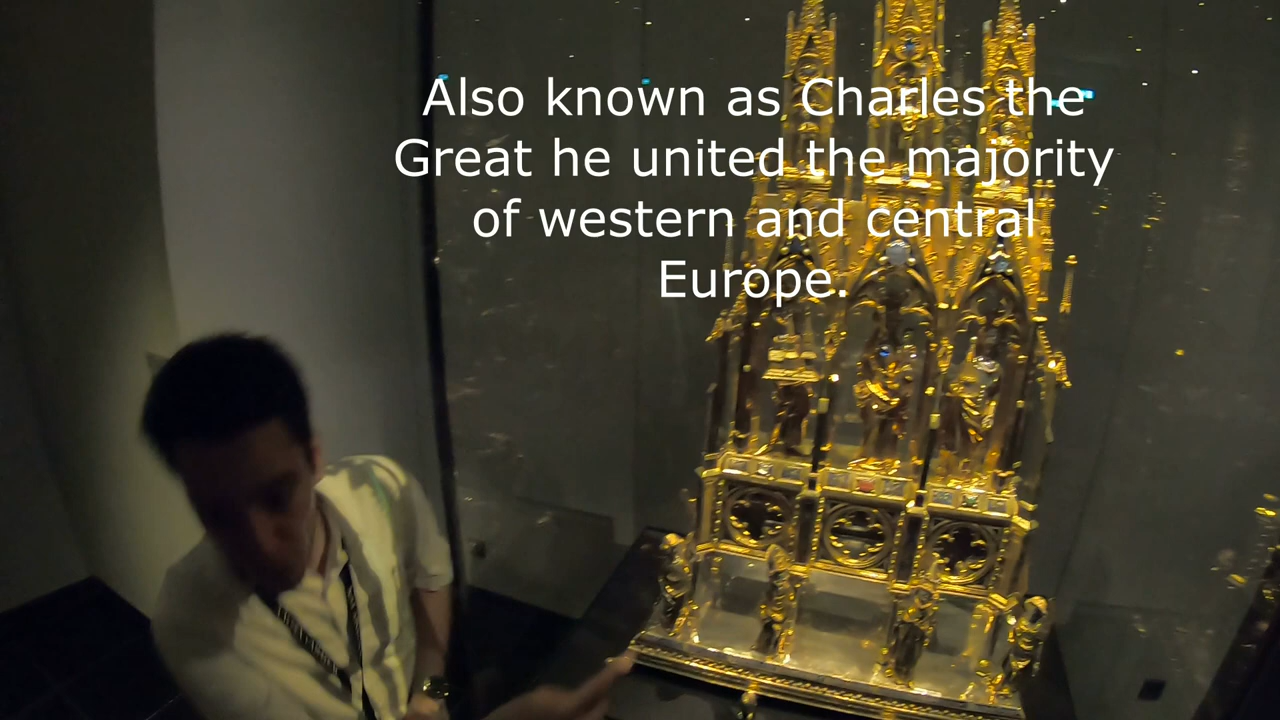 Also known as Charles the
Great he united the majority
of western and central
Europe.